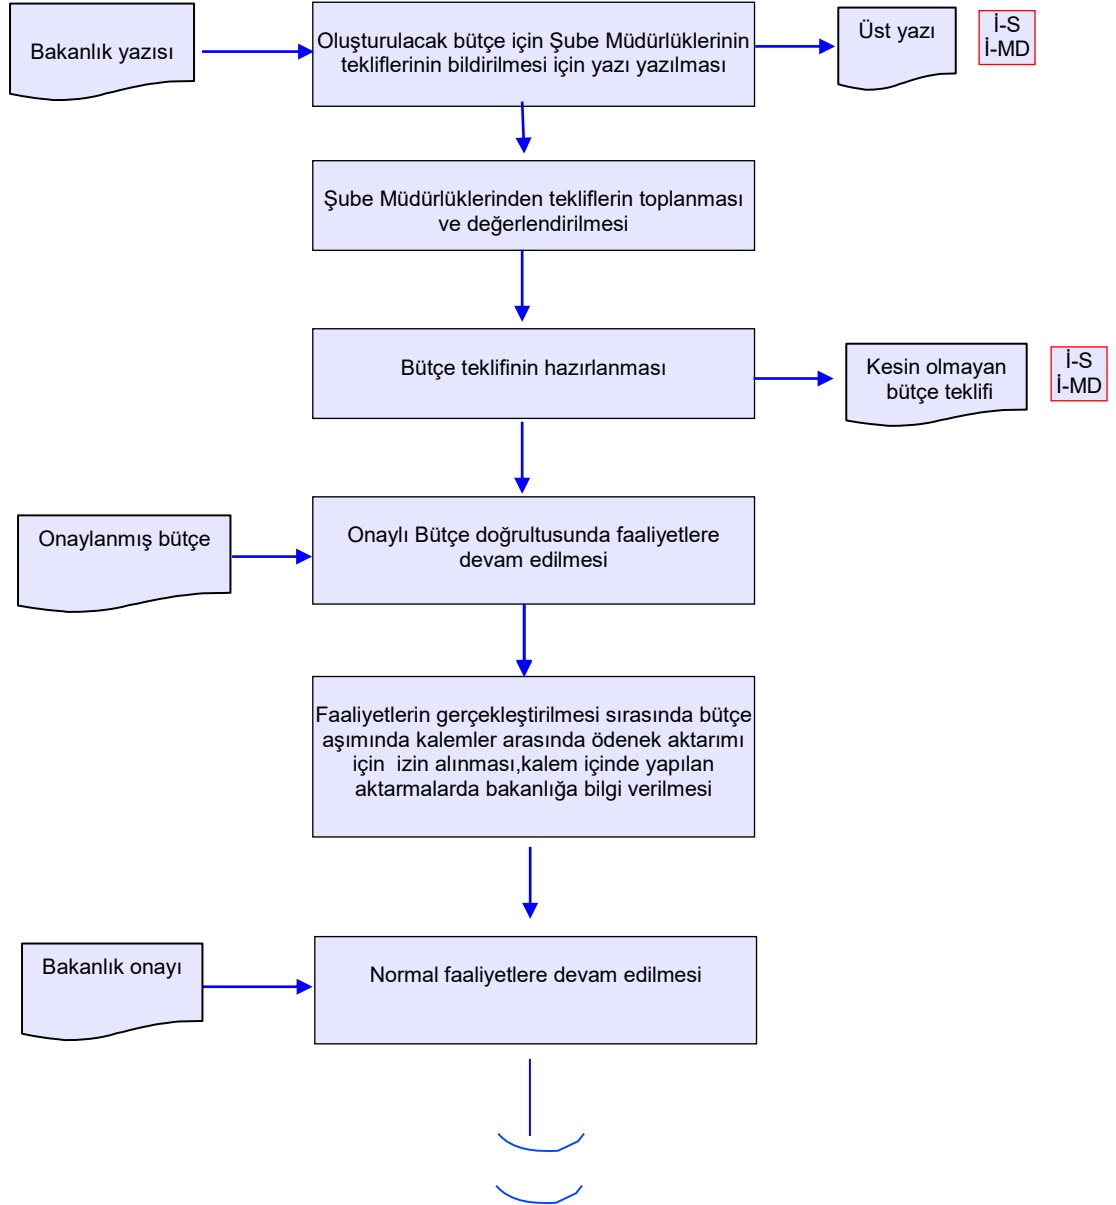 Bakanlık yazısı
Oluşturulacak bütçe için Şube Müdürlüklerinin
tekliflerinin bildirilmesi için yazı yazılması
Üst yazı
İ-S
İ-MD
Şube Müdürlüklerinden tekliflerin toplanması
ve değerlendirilmesi
Bütçe teklifinin hazırlanması
Kesin olmayan
bütçe teklifi
İ-S
İ-MD
Onaylanmış bütçe
Onaylı Bütçe doğrultusunda faaliyetlere
devam edilmesi
Faaliyetlerin gerçekleştirilmesi sırasında bütçe
aşımında kalemler arasında ödenek aktarımı
için  izin alınması,kalem içinde yapılan
aktarmalarda bakanlığa bilgi verilmesi
Bakanlık onayı
Normal faaliyetlere devam edilmesi